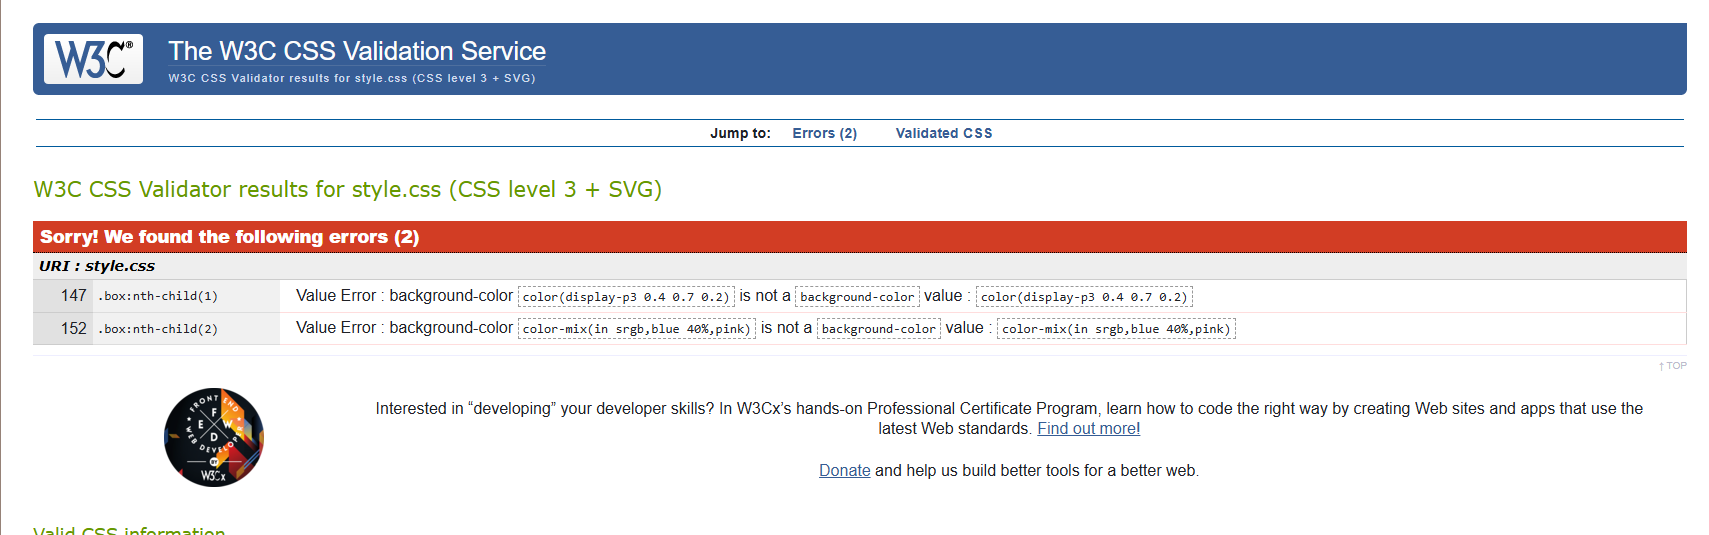 W3C®
The W3C CSS Validation Service
W3C CSS Validator results for style.css (CSS level 3 + SVG)
Jump to: Errors (2) Validated CSS
W3C CSS Validator results for style.css (CSS level 3 + SVG)
Sorry! We found the following errors (2)
URI : style.css
147 .box:nth-child(1) Value Error : background-color color(display-p3 0.4 0.7 0.2) is not a background-color value : color(display-p3 0.4 0.7 0.2)
152 .box:nth-child(2) Value Error : background-color color-mix(in srgb,blue 40%,pink) is not a background-color value : color-mix(in srgb,blue 40%,pink)
↑ TOP
FRONT END
F E W D
WEB DEVELOPER
BY
W3Cx
Interested in “developing” your developer skills? In W3Cx’s hands-on Professional Certificate Program, learn how to code the right way by creating Web sites and apps that use the
latest Web standards. Find out more!
Donate and help us build better tools for a better web.
Valid CSS information